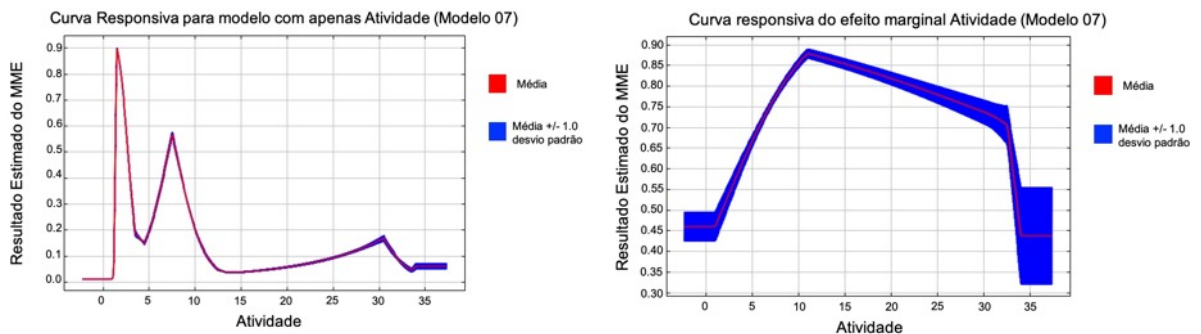 Curva Responsiva para modelo com apenas Atividade (Modelo 07)
Resultado Estimado do MME
0.9
0.8
0.7
0.6
0.5
0.4
0.3
0.2
0.1
0.0
0 5 10 15 20 25 30 35
Atividade
Média
Média +/- 1.0
desvio padrão
Curva responsiva do efeito marginal Atividade (Modelo 07)
Resultado Estimado do MME
0.90
0.85
0.80
0.75
0.70
0.65
0.60
0.55
0.50
0.45
0.40
0.35
0.30
0 5 10 15 20 25 30 35
Atividade
Média
Média +/- 1.0
desvio padrão